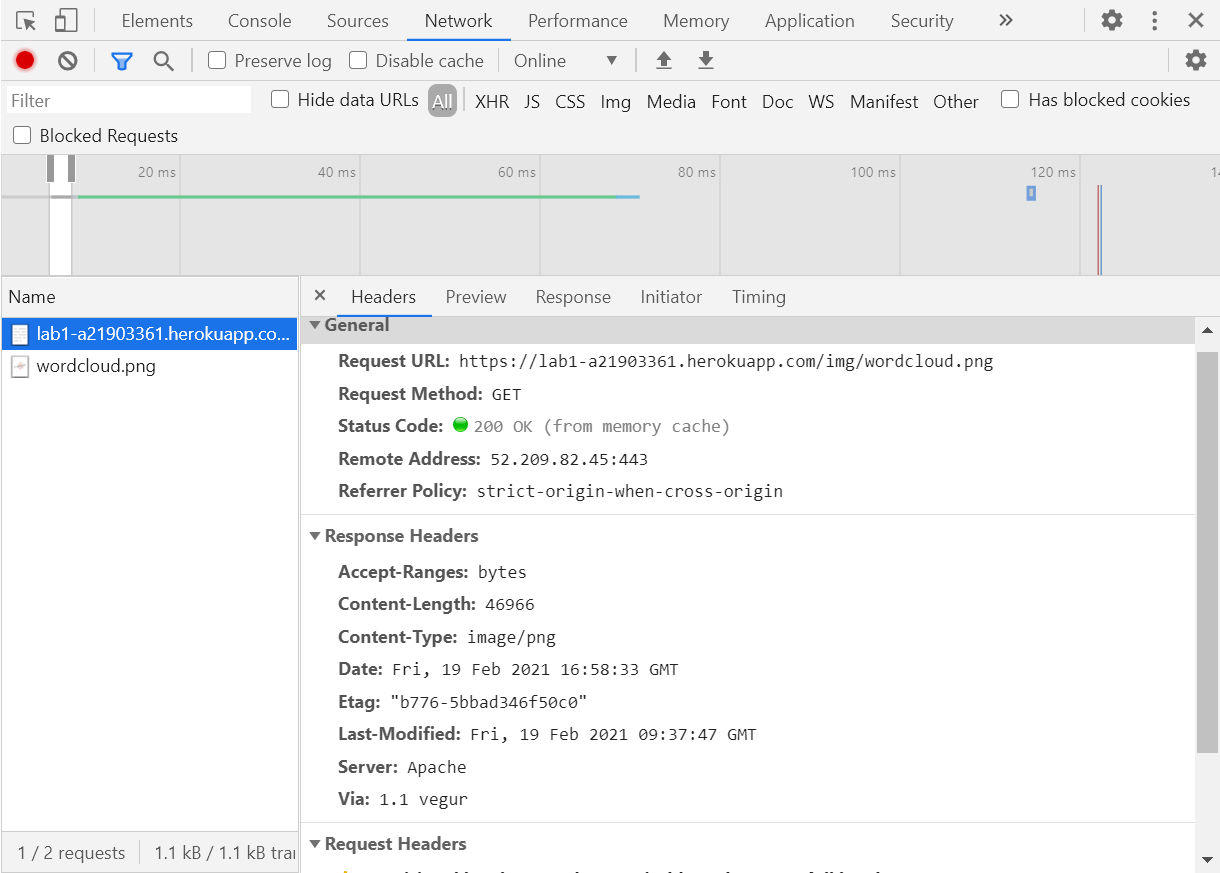 Elements Console Sources Network Performance Memory Application Security »
Preserve log Disable cache Online ▼
Filter Hide data URLs All XHR JS CSS Img Media Font Doc WS Manifest Other Has blocked cookies
Blocked Requests
20 ms 40 ms 60 ms 80 ms 100 ms 120 ms
Name
lab1-a21903361.herokuapp.co...
wordcloud.png
1 / 2 requests 1.1 kB / 1.1 kB
× Headers Preview Response Initiator Timing
General
Request URL: https://lab1-a21903361.herokuapp.com/img/wordcloud.png
Request Method: GET
Status Code: 200 OK (from memory cache)
Remote Address: 52.209.82.45:443
Referrer Policy: strict-origin-when-cross-origin
Response Headers
Accept-Ranges: bytes
Content-Length: 46966
Content-Type: image/png
Date: Fri, 19 Feb 2021 16:58:33 GMT
Etag: "b776-5bbad346f50c0"
Last-Modified: Fri, 19 Feb 2021 09:37:47 GMT
Server: Apache
Via: 1.1 vegur
Request Headers